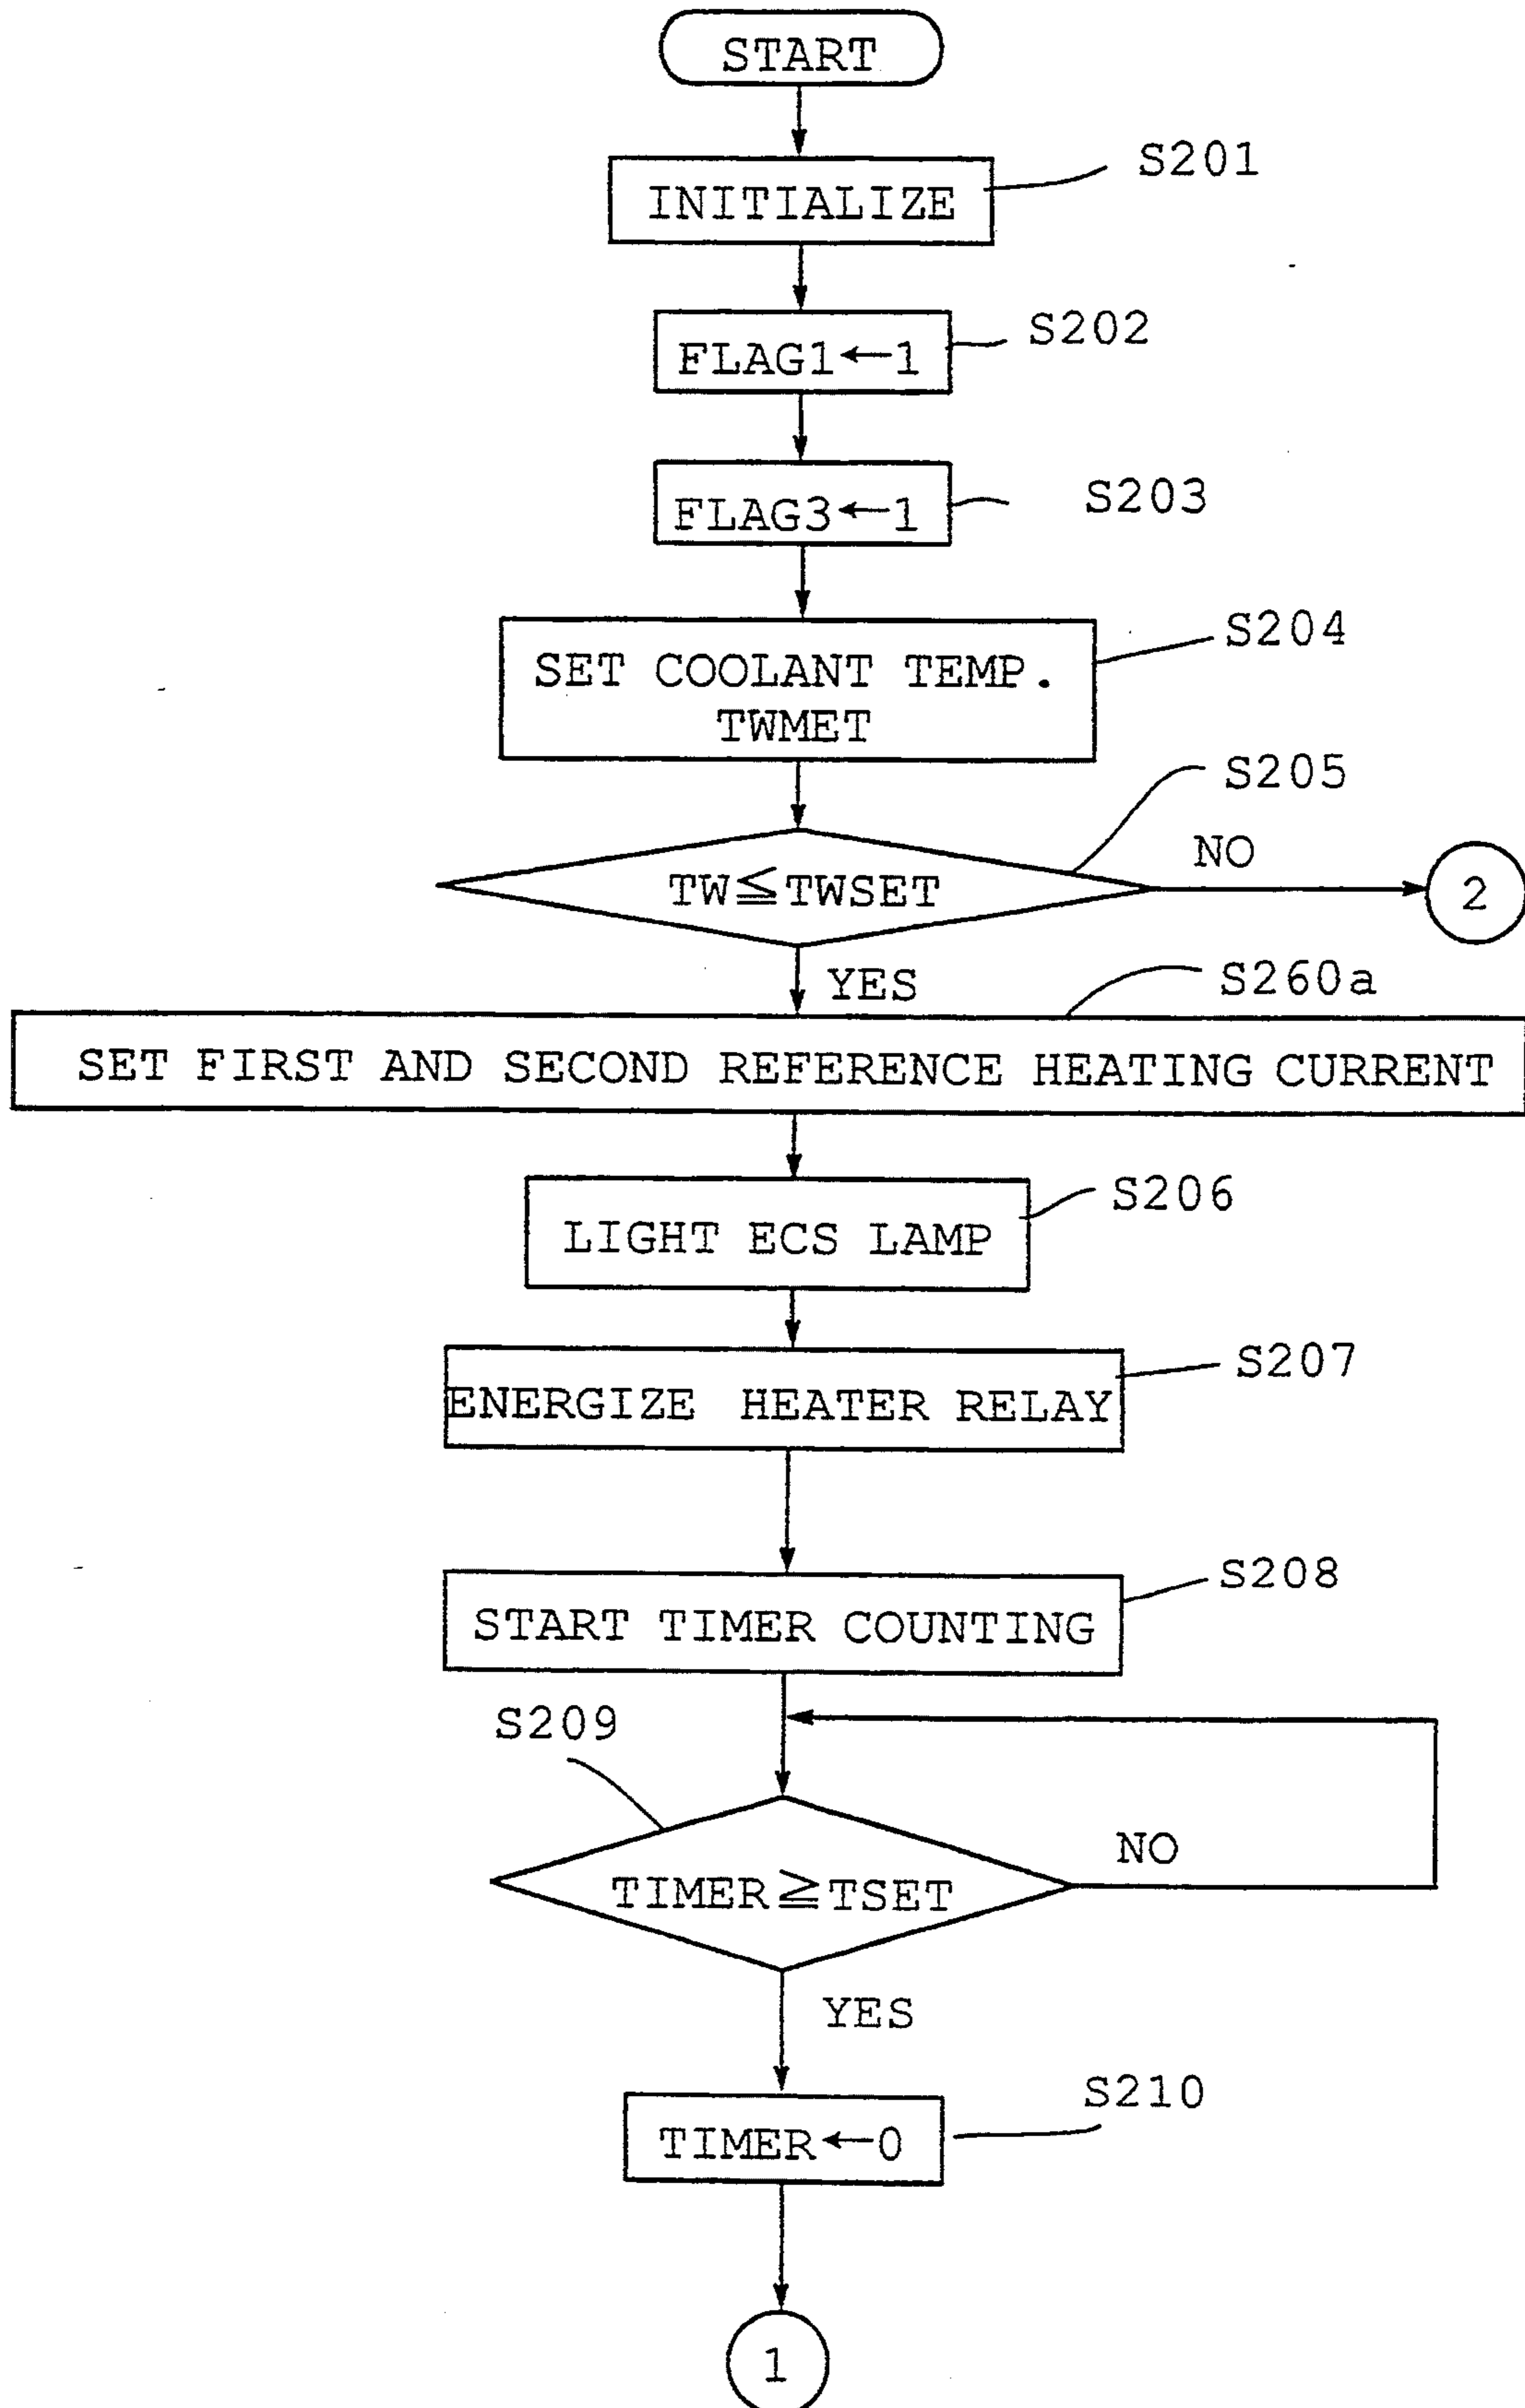 START
S201
INITIALIZE
S202
FLAG1←1
S203
FLAG3←1
S204
SET COOLANT TEMP.
TWMET
S205
TW≦TWSET
NO
2
YES
S260a
SET FIRST AND SECOND REFERENCE HEATING CURRENT
S206
LIGHT ECS LAMP
S207
ENERGIZE HEATER RELAY
S208
START TIMER COUNTING
S209
TIMER≧TSET
NO
YES
S210
TIMER←0
1